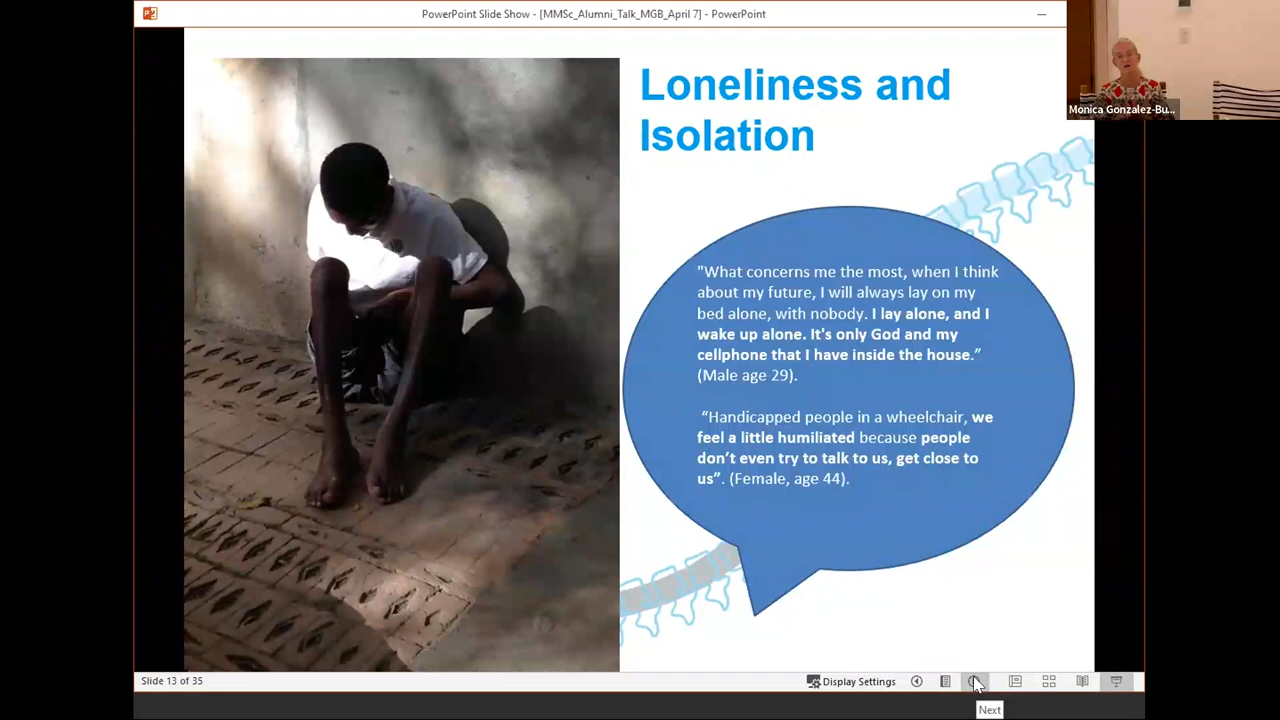 PowerPoint Slide Show - [MMSc_Alumni_Talk_MGB_April 7] - PowerPoint
Monica Gonzalez-Bu...
Loneliness and
Isolation
"What concerns me the most, when I think
about my future, I will always lay on my
bed alone, with nobody. I lay alone, and I
wake up alone. It's only God and my
cellphone that I have inside the house.”
(Male age 29).
“Handicapped people in a wheelchair, we
feel a little humiliated because people
don’t even try to talk to us, get close to
us”. (Female, age 44).
Slide 13 of 35
Display Settings
Next